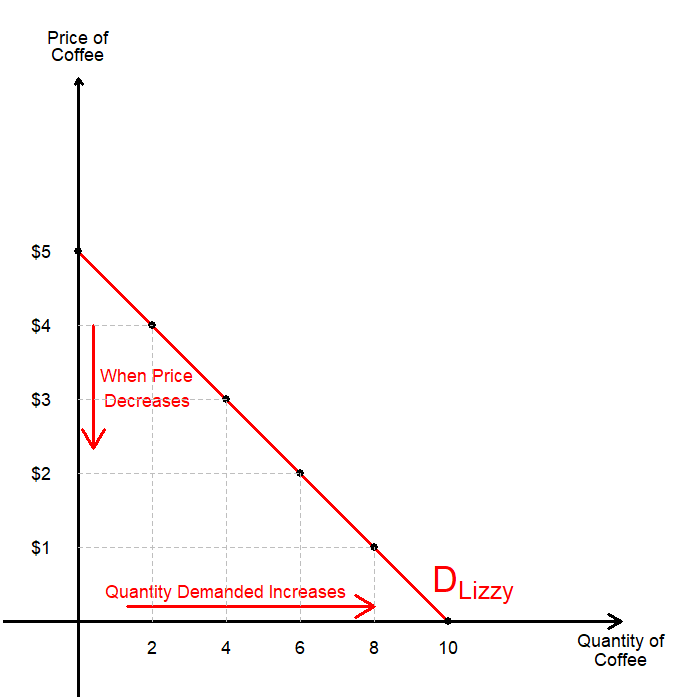 Price of
Coffee
$5
$4
When Price
$3
Decreases
$2
$1
D Lizzy
Quantity Demanded Increases
2 4 6 8 10
Quantity of
Coffee